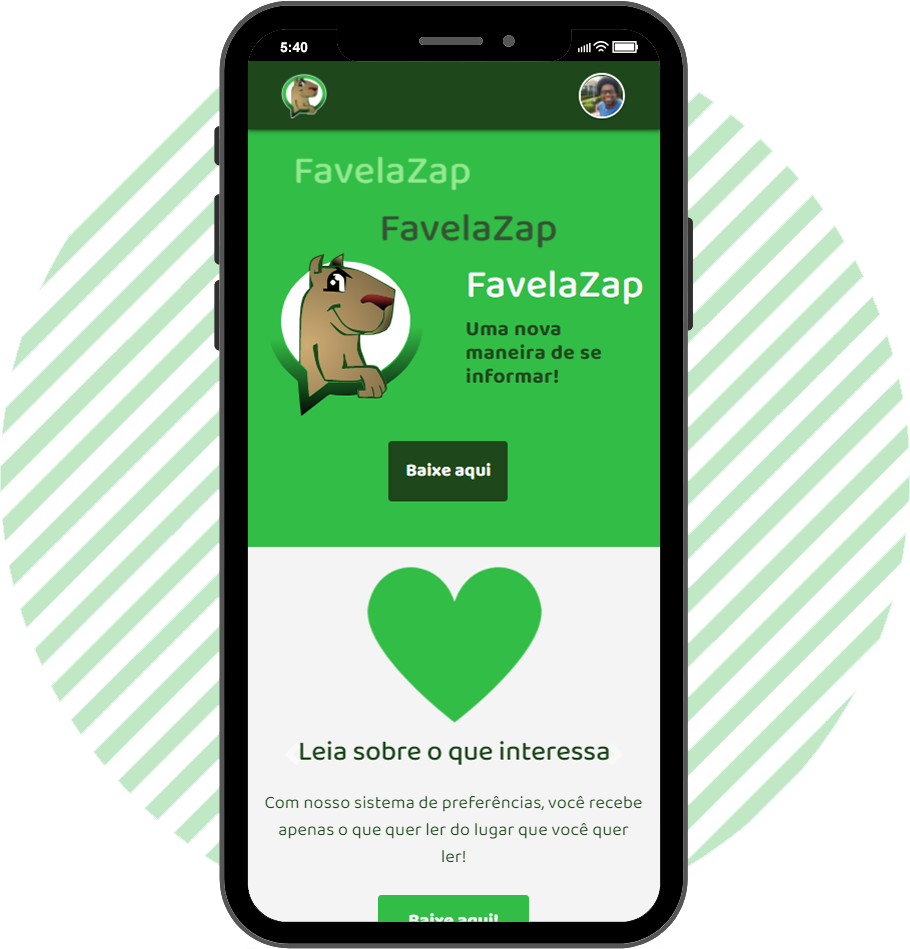 5:40
FavelaZap
FavelaZap
FavelaZap
Uma nova
maneira de se
informar!
Baixe aqui
Leia sobre o que interessa
Com nosso sistema de preferências, você recebe
apenas o que quer ler do lugar que você quer
ler!
Baixe aqui!